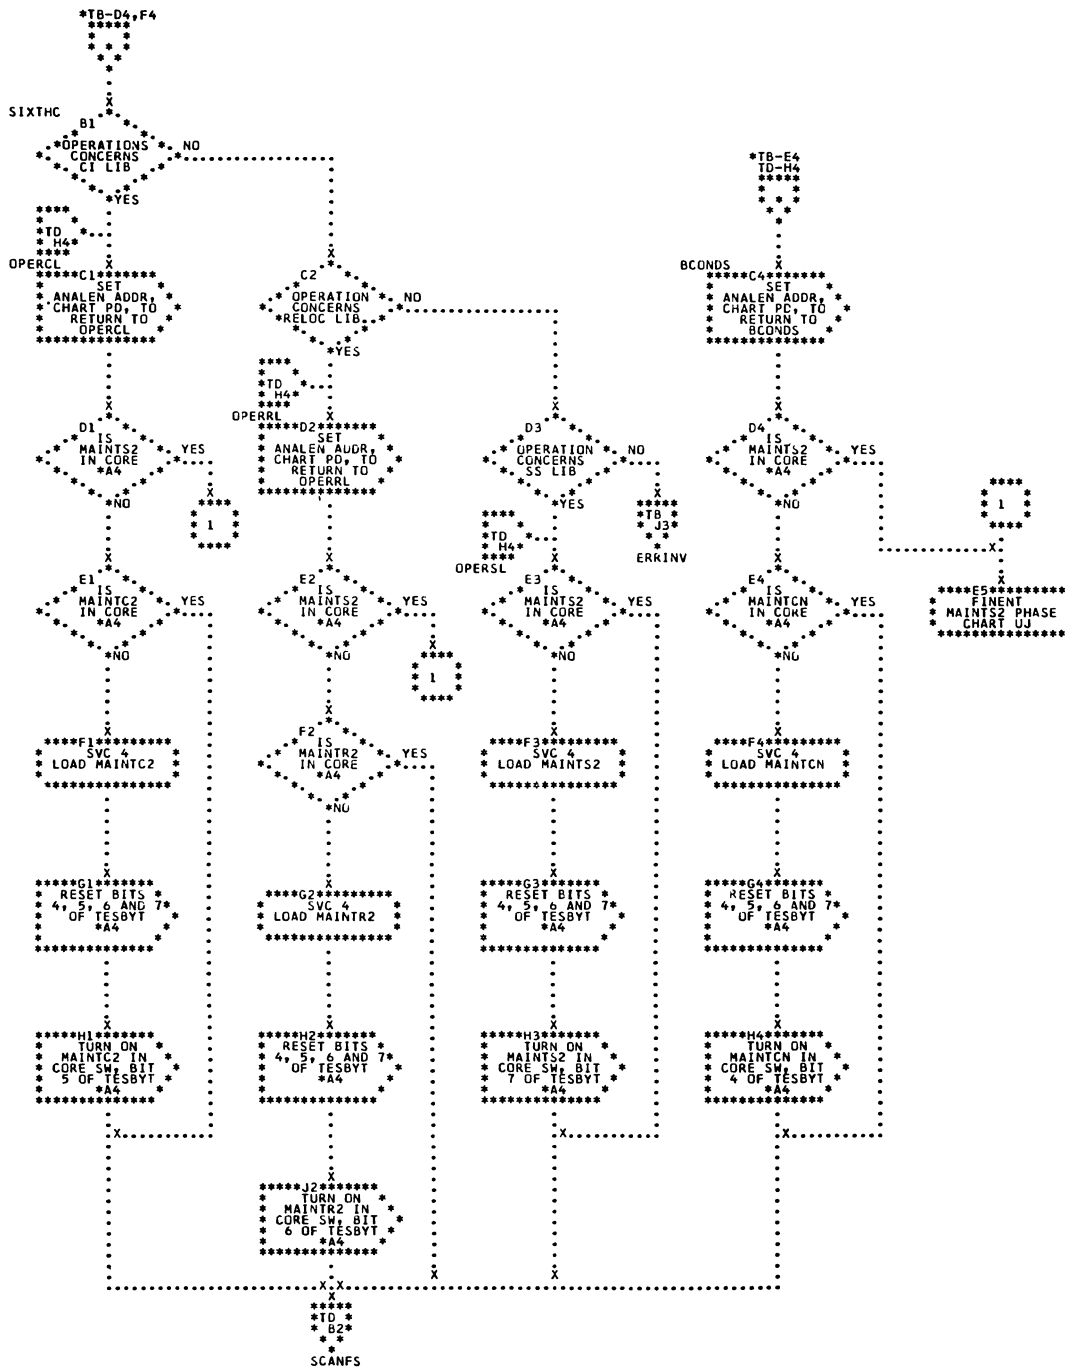 *TB-D4,F4
SIXTHC
B1
OPERATIONS
CONCERNS
CI LIB
NO
YES
*TB-E4
TD-H4
TD
H4
OPERCL
C1
SET
ANALEN ADDR,
CHART PD, TO
RETURN TO
OPERCL
C2
OPERATION
CONCERNS
RELOC LIB
NO
YES
BCONDS
C4
SET
ANALEN ADDR,
CHART PD, TO
RETURN TO
BCONDS
TD
H4
OPERRL
D1
IS
MAINTS2
IN CORE
*A4
YES
NO
1
D2
SET
ANALEN ADDR,
CHART PD, TO
RETURN TO
OPERRL
D3
OPERATION
CONCERNS
SS LIB
NO
YES
TB
J3
ERRINV
D4
IS
MAINTS2
IN CORE
*A4
YES
NO
1
TD
H4
OPERSL
E1
IS
MAINTC2
IN CORE
*A4
YES
NO
E2
IS
MAINTS2
IN CORE
*A4
YES
NO
1
E3
IS
MAINTS2
IN CORE
*A4
YES
NO
E4
IS
MAINTCN
IN CORE
*A4
YES
NO
E5
FINENT
MAINTS2 PHASE
CHART UJ
F1
SVC 4
LOAD MAINTC2
F2
IS
MAINTR2
IN CORE
*A4
YES
NO
F3
SVC 4
LOAD MAINTS2
F4
SVC 4
LOAD MAINTCN
G1
RESET BITS
4, 5, 6 AND 7
OF TESBYT
*A4
G2
SVC 4
LOAD MAINTR2
G3
RESET BITS
4, 5, 6 AND 7
OF TESBYT
*A4
G4
RESET BITS
4, 5, 6 AND 7
OF TESBYT
*A4
H1
TURN ON
MAINTC2 IN
CORE SW, BIT
5 OF TESBYT
*A4
H2
RESET BITS
4, 5, 6 AND 7
OF TESBYT
*A4
H3
TURN ON
MAINTS2 IN
CORE SW, BIT
7 OF TESBYT
*A4
H4
TURN ON
MAINTCN IN
CORE SW, BIT
4 OF TESBYT
*A4
J2
TURN ON
MAINTR2 IN
CORE SW, BIT
6 OF TESBYT
*A4
TD
B2
SCANFS